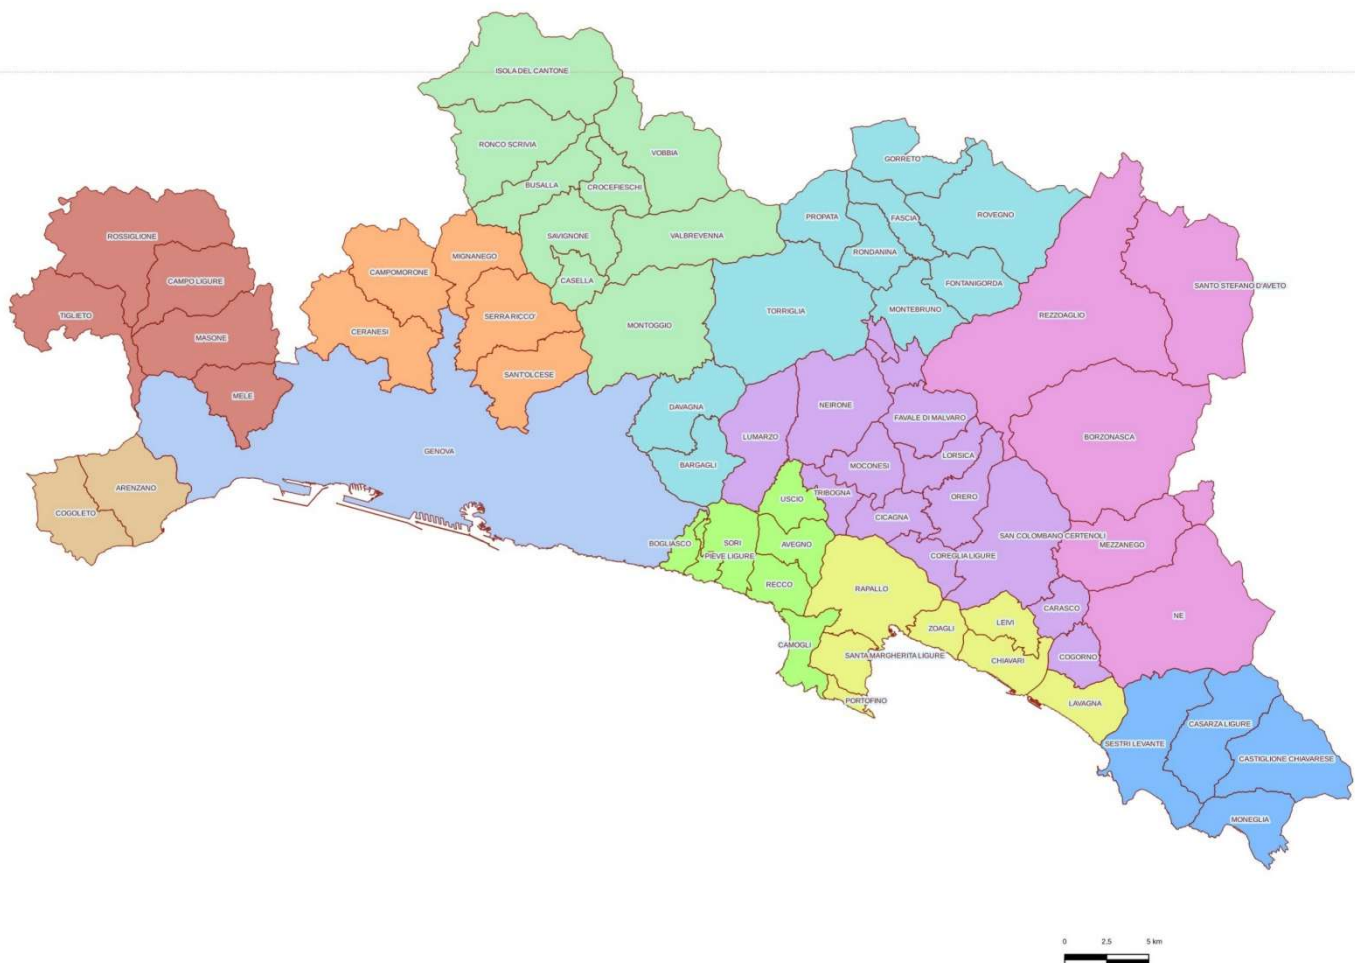 ISOLA DEL CANTONE
RONCO SCRIVIA
VOBBIA
GORRETO
BUSALLA
CROCEFIESCHI
PROPATA
FASCIA
ROVEGNO
ROSSIGLIONE
SAVIGNONE
VALBREVENNA
MIGNANEGO
RONDANINA
CAMPOMORONE
CAMPO LIGURE
CASELLA
FONTANIGORDA
SANTO STEFANO D'AVETO
MONTEBRUNO
TORRIGLIA
TIGLIETO
SERRA RICCO'
REZZOAGLIO
MONTOGGIO
CERANESI
MASONE
SANT'OLCESE
MELE
DAVAGNA
NEIRONE
FAVALE DI MALVARO
LUMARZO
BORZONASCA
GENOVA
LORSICA
BARGAGLI
MOCONESI
ARENZANO
TRIBOGNA
USCIO
ORERO
COGOLETO
CICAGNA
SAN COLOMBANO CERTENOLI
BOGLIASCO
SORI
AVEGNO
MEZZANEGO
PIEVE LIGURE
COREGLIA LIGURE
RECCO
RAPALLO
CARASCO
NE
LEIVI
ZOAGLI
CAMOGLI
SANTA MARGHERITA LIGURE
COGORNO
CHIAVARI
PORTOFINO
LAVAGNA
CASARZA LIGURE
SESTRI LEVANTE
CASTIGLIONE CHIAVARESE
MONEGLIA
0 2.5 5 km